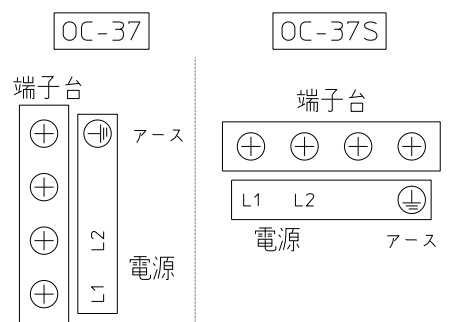 OC-37
端子台
アース
L2
L1
電源
OC-37S
端子台
L1 L2
電源
アース